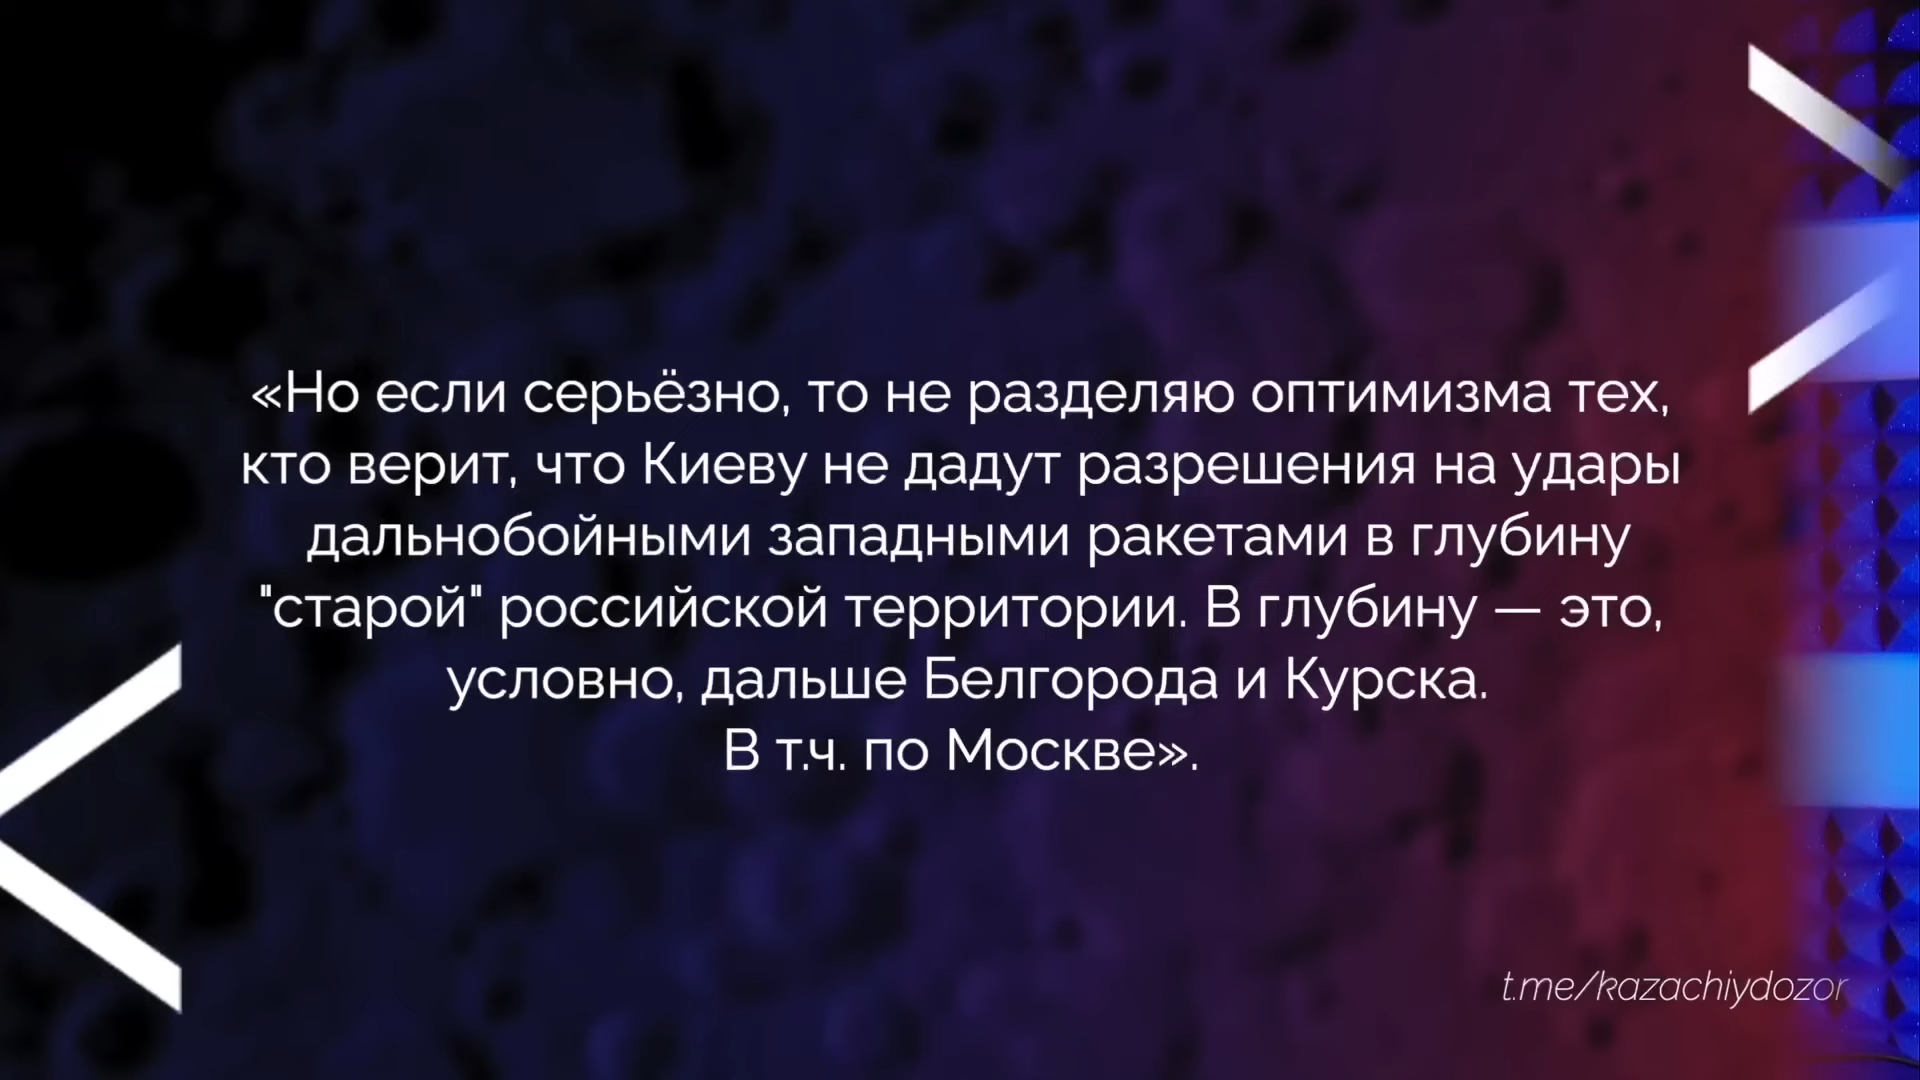 «Но если серьёзно, то не разделяю оптимизма тех,
кто верит, что Киеву не дадут разрешения на удары
дальнобойными западными ракетами в глубину
"старой" российской территории. В глубину — это,
условно, дальше Белгорода и Курска.
В т.ч. по Москве».
t.me/kazachiydozor